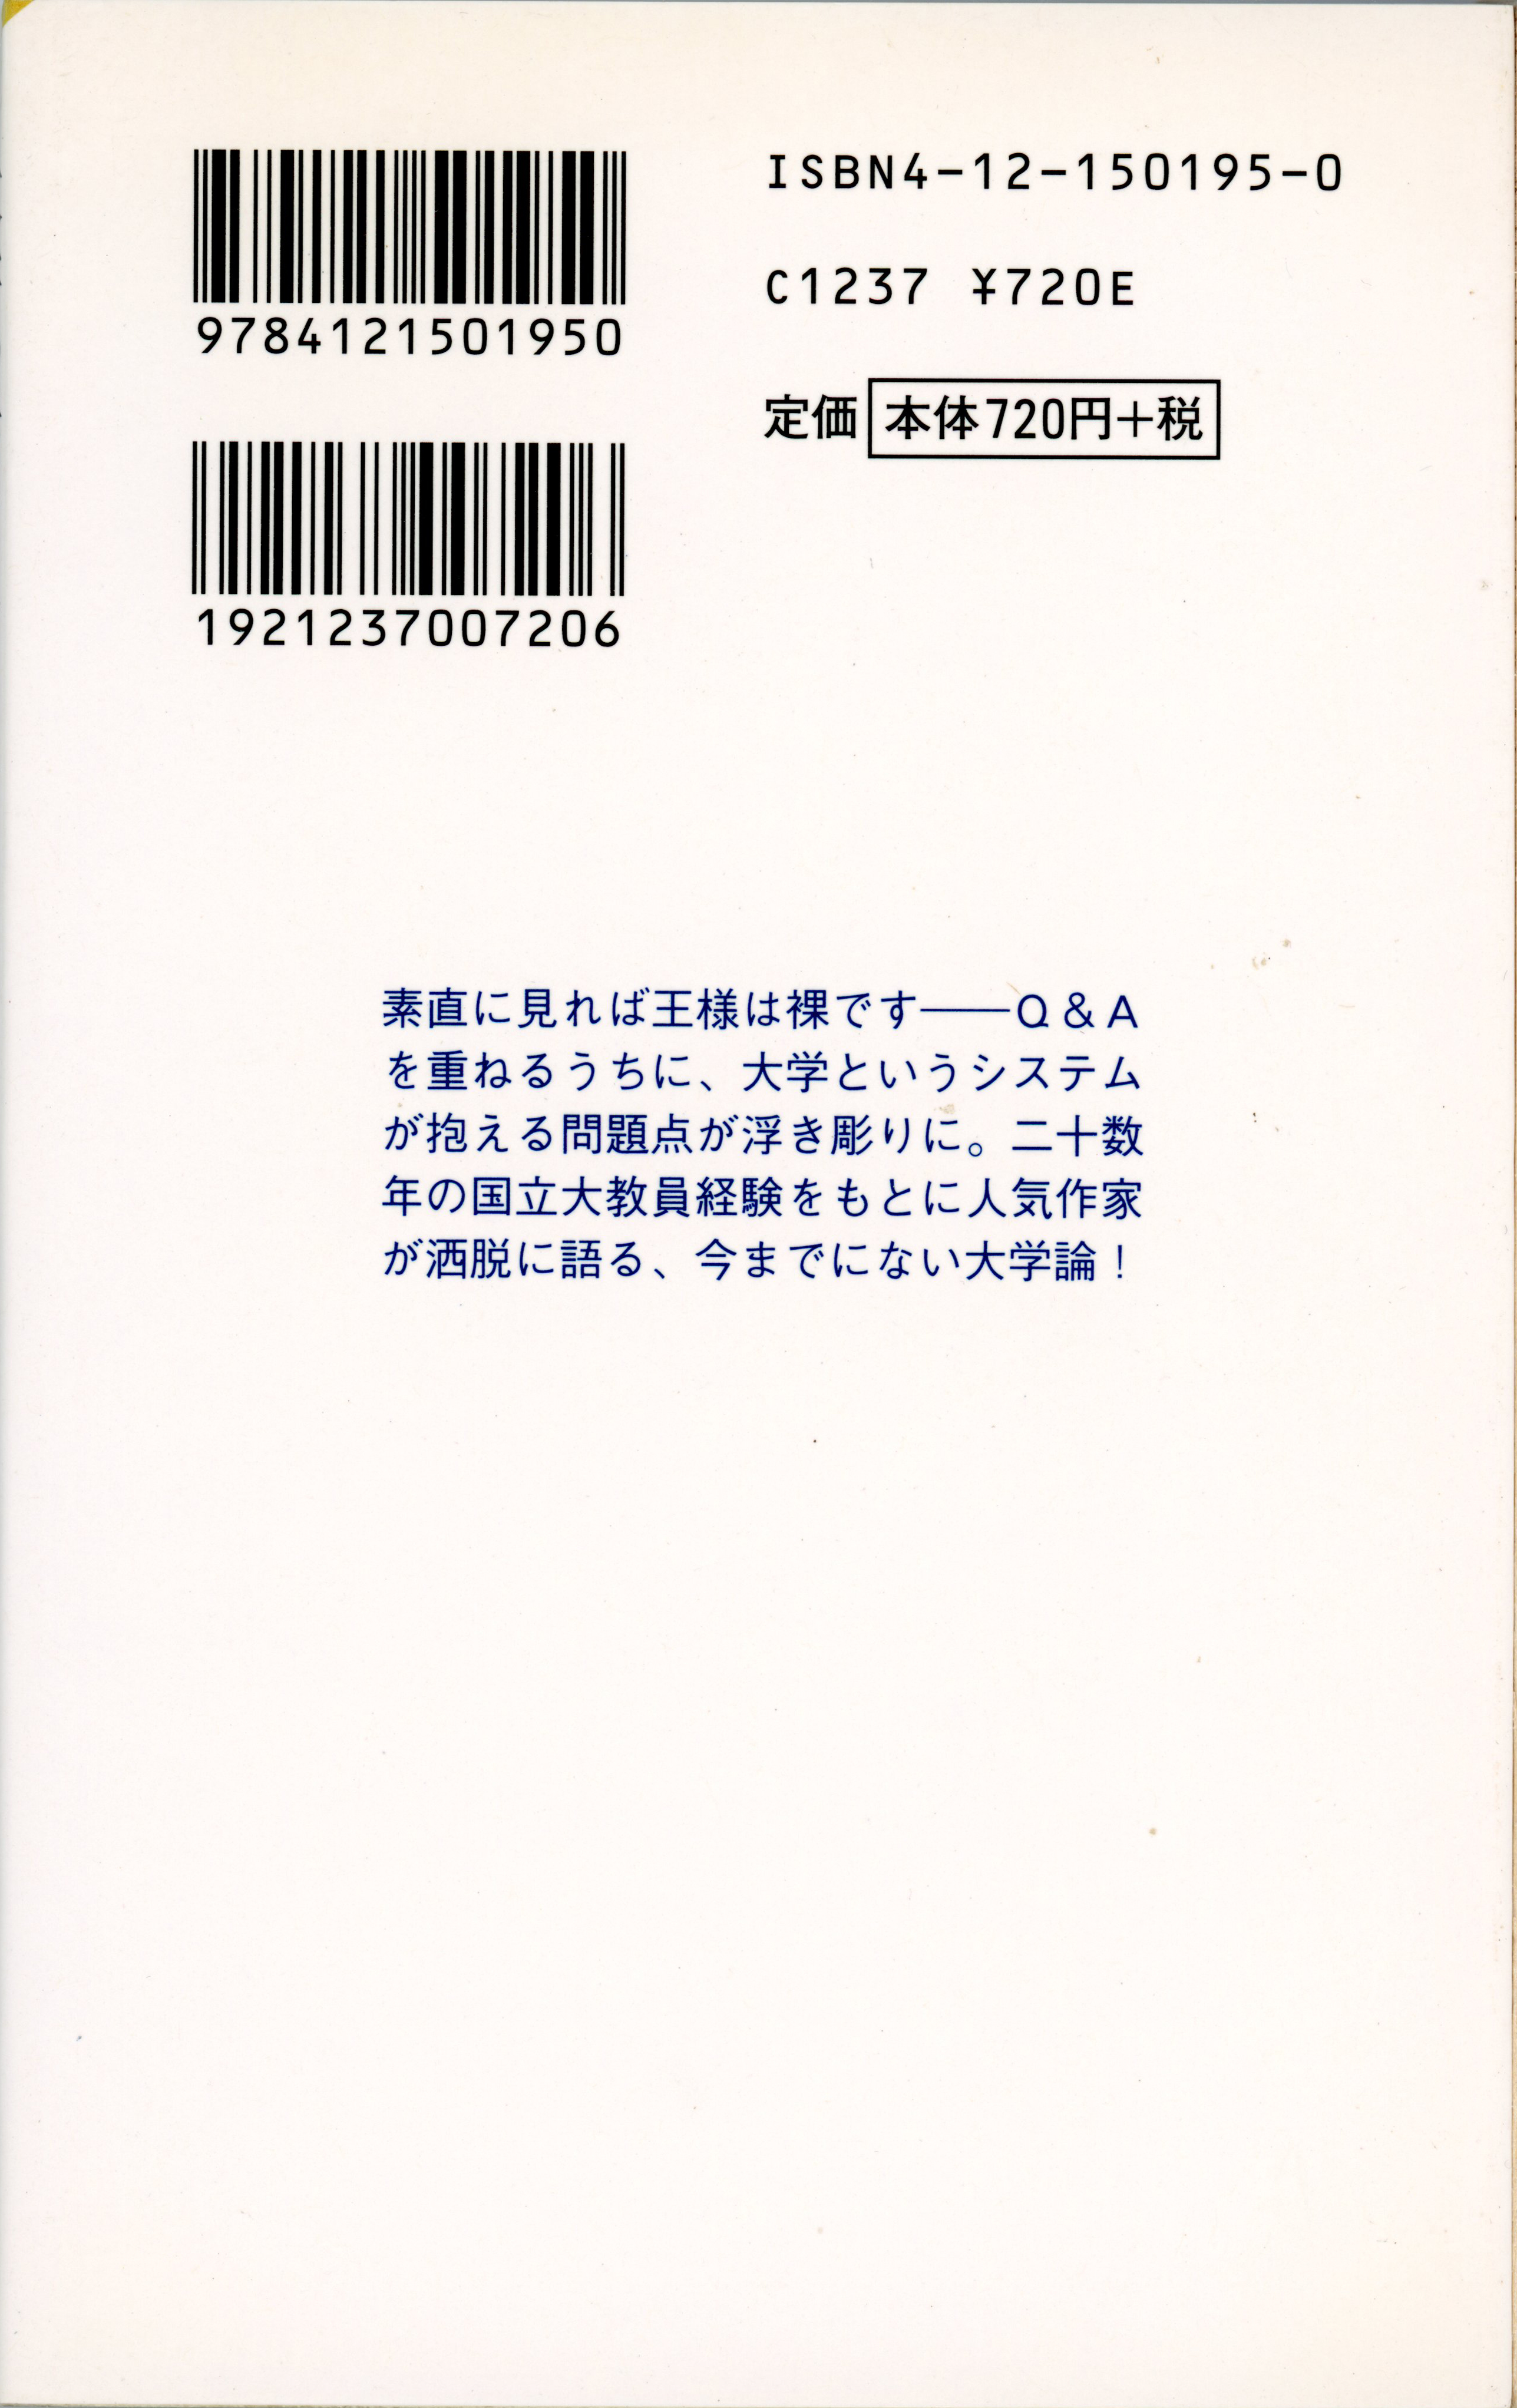 9784121501950
1921237007206
ISBN4-12-150195-0
C1237 ¥720E
定価 本体720円+税
素直に見れば王様は裸です――Q&A
を重ねるうちに、大学というシステム
が抱える問題点が浮き彫りに。二十数
年の国立大教員経験をもとに人気作家
が洒脱に語る、今までにない大学論！